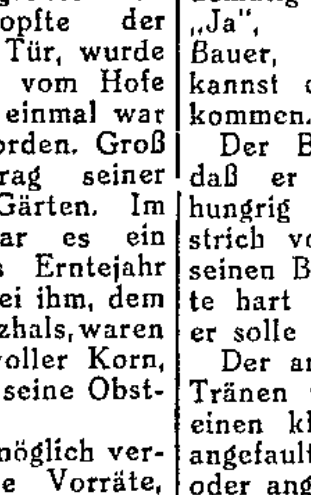 opfte der
Tür, wurde
vom Hofe
einmal war
orden. Groß
rag seiner
Gärten. Im
ar es ein
s Erntejahr
ei ihm, dem
zhals, waren
voller Korn,
seine Obst-
nöglich ver-
e Vorräte,
„Ja",
Bauer,
kannst
kommen.
Der B
daß er
hungrig
strich vo
seinen B
te hart
er solle
Der an
Tränen
einen kl
angefault
oder ang